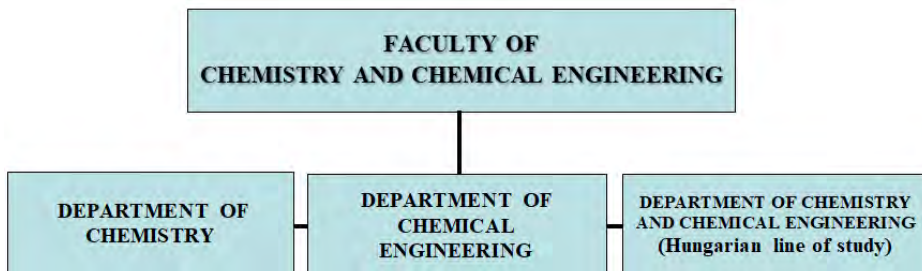 FACULTY OF
CHEMISTRY AND CHEMICAL ENGINEERING
DEPARTMENT OF
CHEMISTRY
DEPARTMENT OF
CHEMICAL
ENGINEERING
DEPARTMENT OF CHEMISTRY
AND CHEMICAL ENGINEERING
(Hungarian line of study)